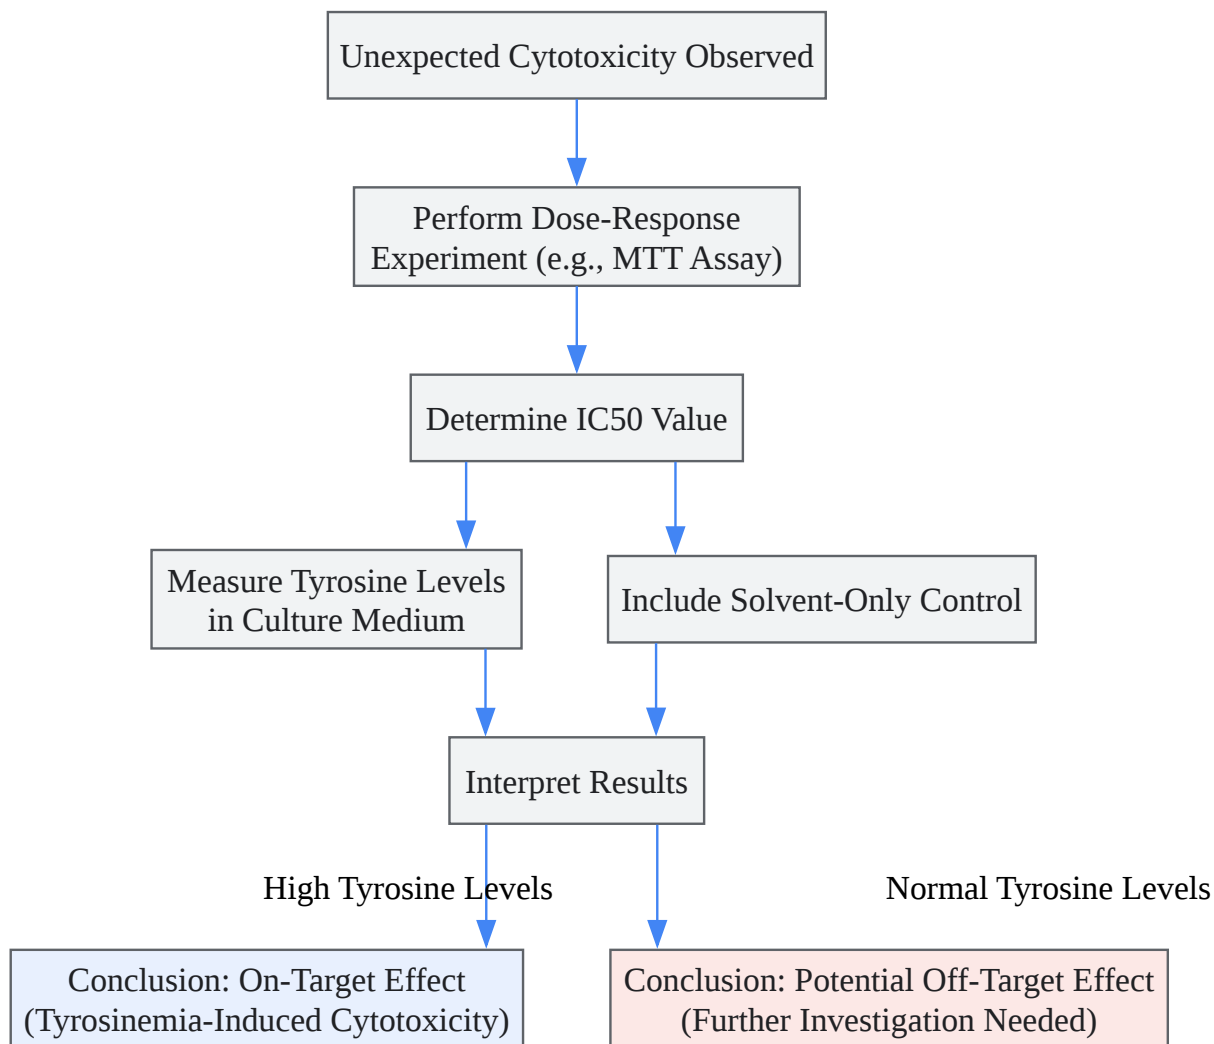 Unexpected Cytotoxicity Observed
Perform Dose-Response
Experiment (e.g., MTT Assay)
Determine IC50 Value
Measure Tyrosine Levels
in Culture Medium
Include Solvent-Only Control
Interpret Results
High Tyrosine Levels
Normal Tyrosine Levels
Conclusion: On-Target Effect
(Tyrosinemia-Induced Cytotoxicity)
Conclusion: Potential Off-Target Effect
(Further Investigation Needed)